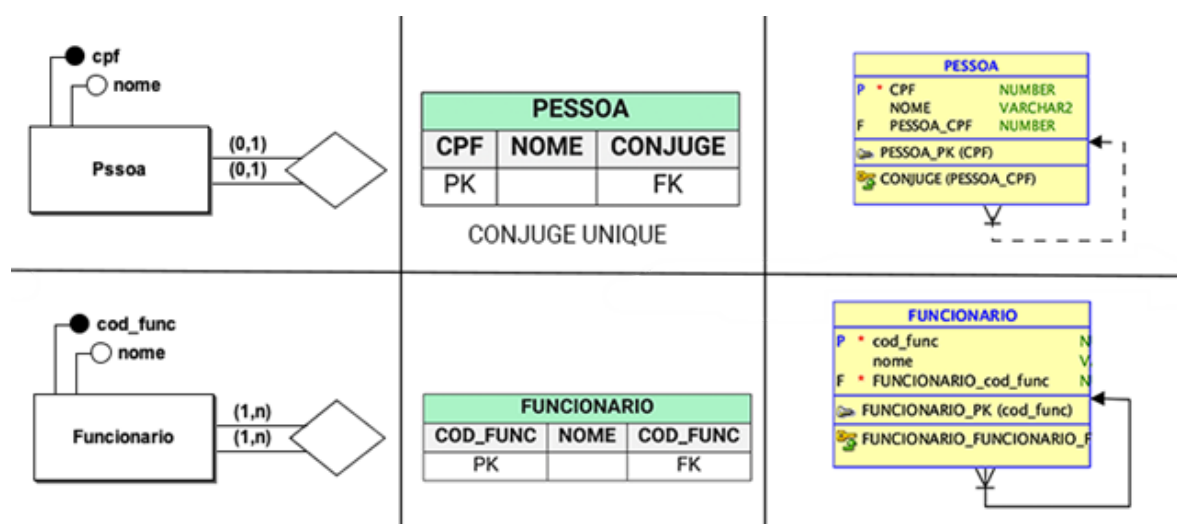 cpf
nome
Pssoa
(0,1)
(0,1)
PESSOA
CPF NOME CONJUGE
PK FK
CONJUGE UNIQUE
PESSOA
P * CPF NUMBER
NOME VARCHAR2
F PESSOA_CPF NUMBER
PESSOA_PK (CPF)
CONJUGE (PESSOA_CPF)
cod_func
nome
Funcionario
(1,n)
(1,n)
FUNCIONARIO
COD_FUNC NOME COD_FUNC
PK FK
FUNCIONARIO
P * cod_func N
nome V
F * FUNCIONARIO_cod_func N
FUNCIONARIO_PK (cod_func)
FUNCIONARIO_FUNCIONARIO_F